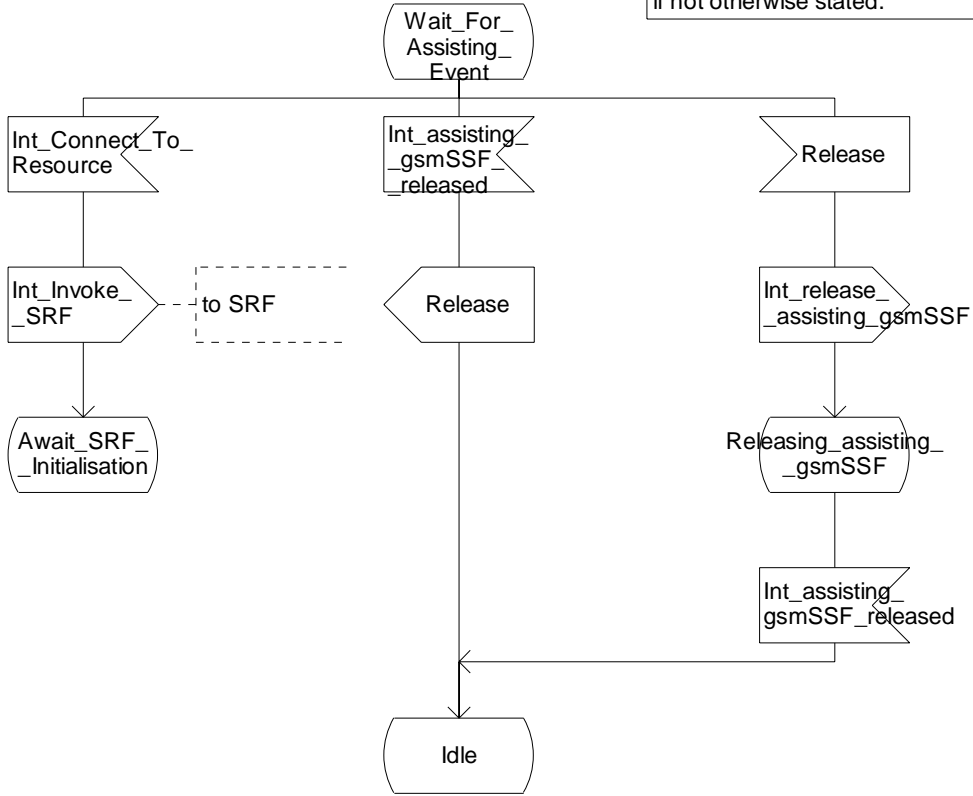 if not otherwise stated.
Wait_For_
Assisting_
Event
Int_Connect_To_
Resource
Int_assisting_
_gsmSSF_
_released
Release
Int_Invoke_
_SRF
to SRF
Release
Int_release_
_assisting_gsmSSF
Await_SRF_
_Initialisation
Releasing_assisting_
_gsmSSF
Int_assisting_
gsmSSF_released
Idle